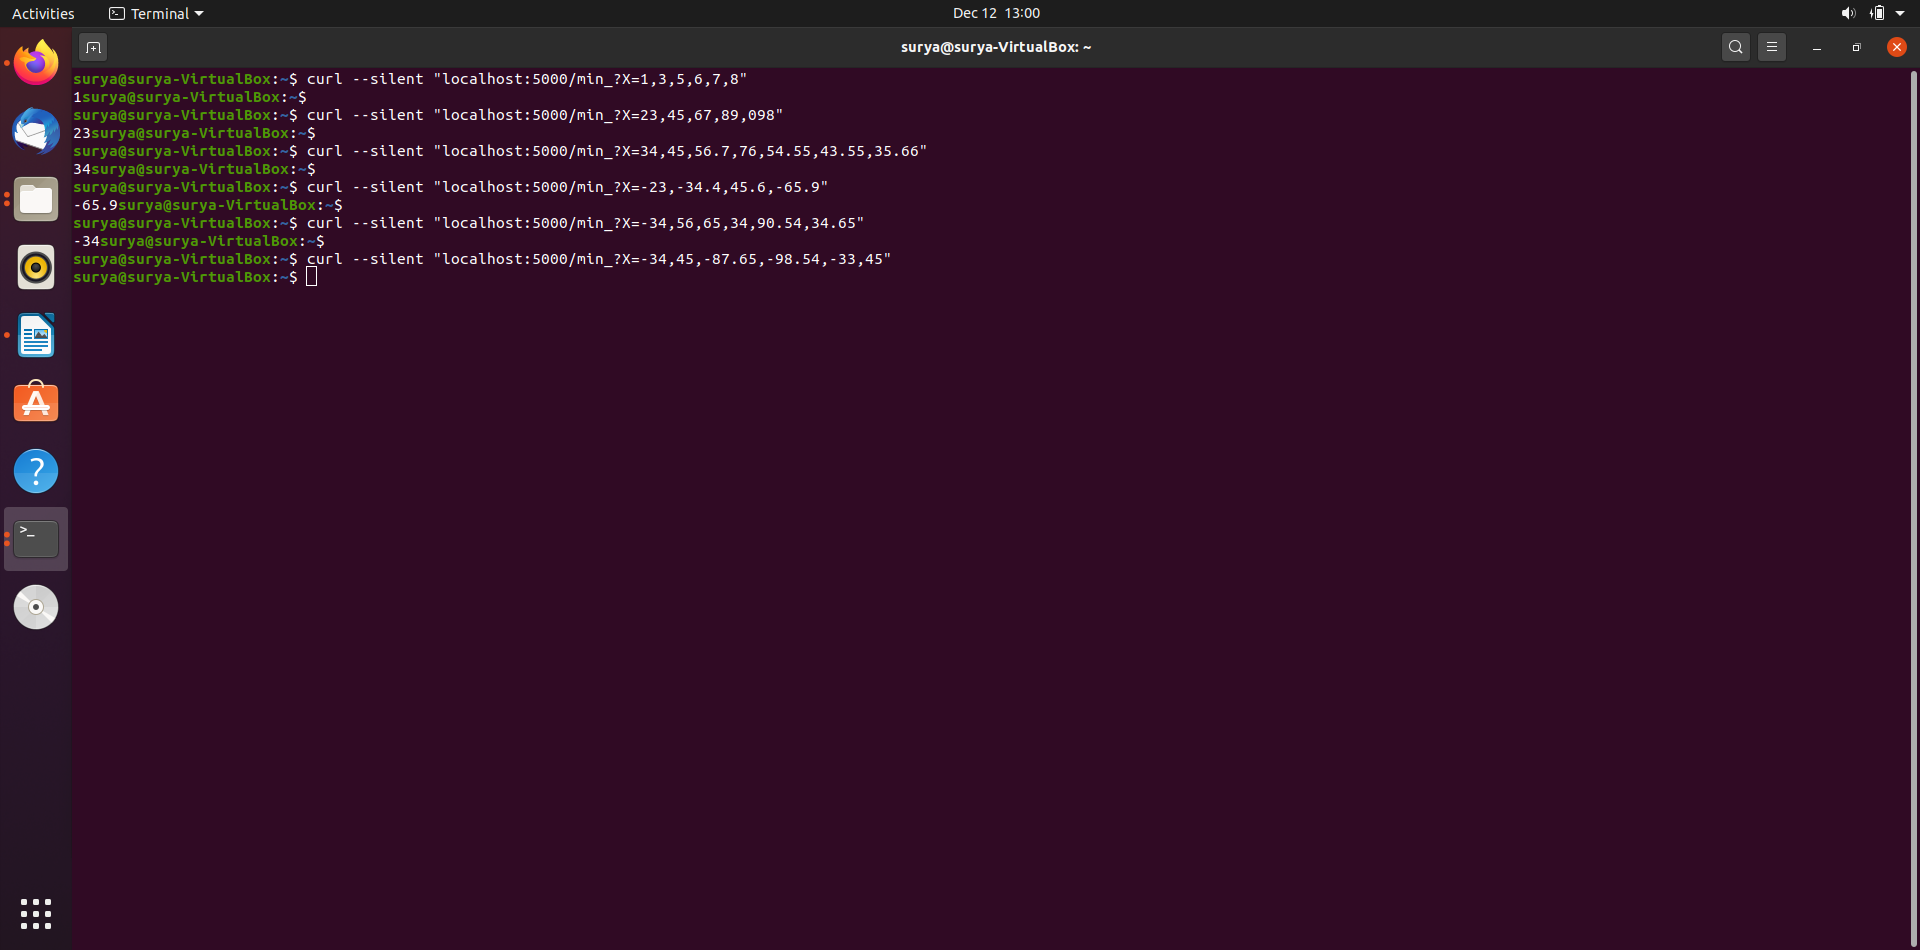 Activities
Terminal
Dec 12 13:00
surya@surya-VirtualBox: ~
surya@surya-VirtualBox:~$ curl --silent "localhost:5000/min_?X=1,3,5,6,7,8"
1surya@surya-VirtualBox:~$
surya@surya-VirtualBox:~$ curl --silent "localhost:5000/min_?X=23,45,67,89,098"
23surya@surya-VirtualBox:~$
surya@surya-VirtualBox:~$ curl --silent "localhost:5000/min_?X=34,45,56.7,76,54.55,43.55,35.66"
34surya@surya-VirtualBox:~$
surya@surya-VirtualBox:~$ curl --silent "localhost:5000/min_?X=-23,-34.4,45.6,-65.9"
-65.9surya@surya-VirtualBox:~$
surya@surya-VirtualBox:~$ curl --silent "localhost:5000/min_?X=-34,56,65,34,90.54,34.65"
-34surya@surya-VirtualBox:~$
surya@surya-VirtualBox:~$ curl --silent "localhost:5000/min_?X=-34,45,-87.65,-98.54,-33,45"
surya@surya-VirtualBox:~$